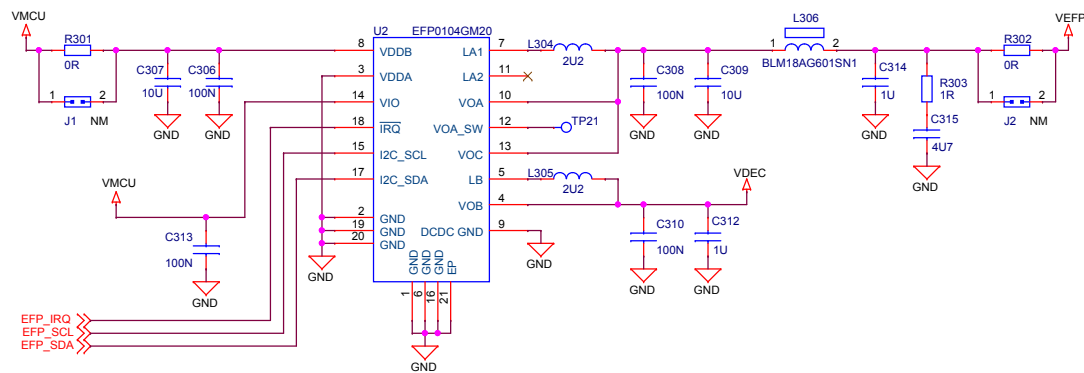 VMCU
R301
0R
1 2
J1 NM
C307
10U
GND
C306
100N
GND
U2 EFP0104GM20
8 VDDB
3 VDDA
14 VIO
18 IRQ
15 I2C_SCL
17 I2C_SDA
2 GND
19 GND
20 GND
LA1 7
LA2 11
VOA 10
VOA_SW 12
VOC 13
LB 5
VOB 4
DCDC GND 9
GND GND GND EP
1 6 16 21
GND
GND
GND
L304
2U2
C308
100N
GND
C309
10U
GND
TP21
L305
2U2
VDEC
C310
100N
GND
C312
1U
GND
L306
1 2
BLM18AG601SN1
C314
1U
GND
R303
1R
C315
4U7
GND
VEFP
R302
0R
1 2
J2 NM
VMCU
C313
100N
GND
EFP_IRQ
EFP_SCL
EFP_SDA